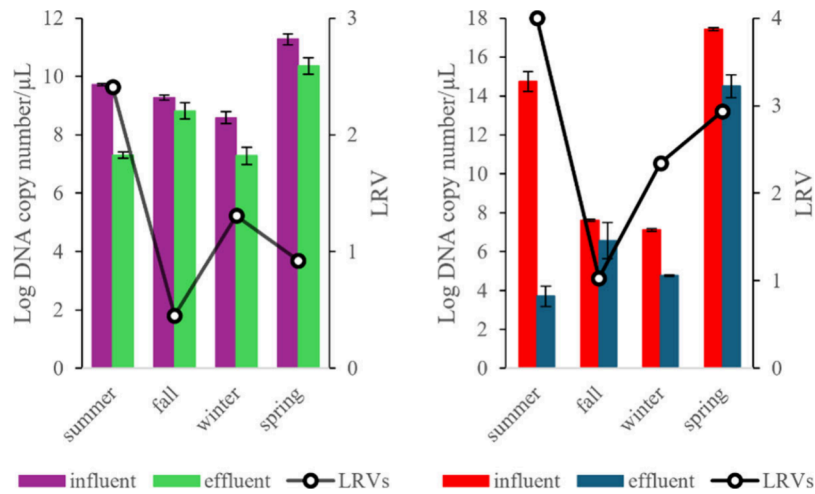 Log DNA copy number/µL
12
10
8
6
4
2
0
3
2
1
0
LRV
summer
fall
winter
spring
influent
effluent
LRVs
Log DNA copy number/µL
18
16
14
12
10
8
6
4
2
0
4
3
2
1
0
LRV
summer
fall
winter
spring
influent
effluent
LRVs